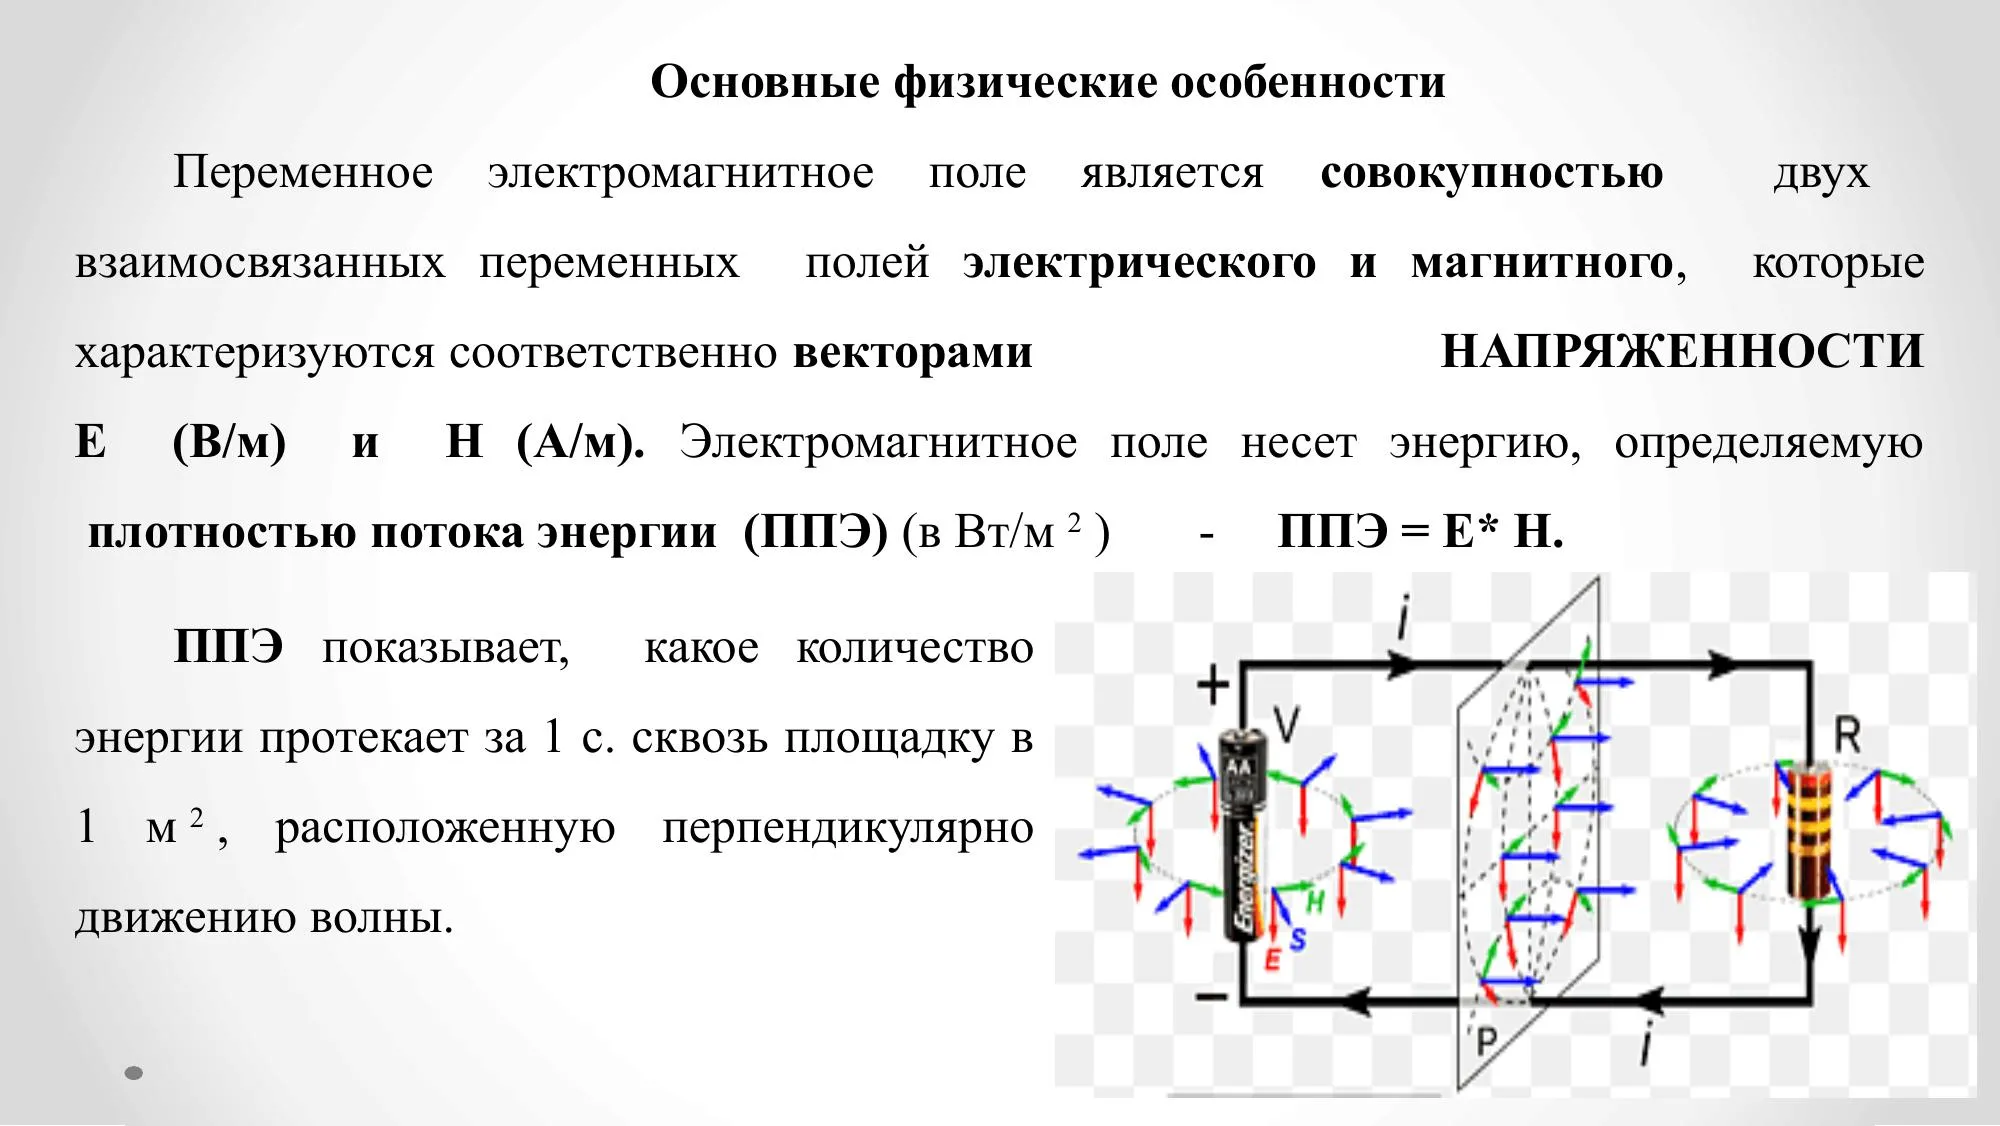 Основные физические особенности
Переменное электромагнитное поле является совокупностью двух
взаимосвязанных переменных полей электрического и магнитного, которые
характеризуются соответственно векторами НАПРЯЖЕННОСТИ
Е (В/м) и Н (А/м). Электромагнитное поле несет энергию, определяемую
плотностью потока энергии (ППЭ) (в Вт/м ² ) - ППЭ = Е* Н.
ППЭ показывает, какое количество
энергии протекает за 1 с. сквозь площадку в
1 м ² , расположенную перпендикулярно
движению волны.
i
+
V
R
AA
Energizer
H
S
E
−
P
i